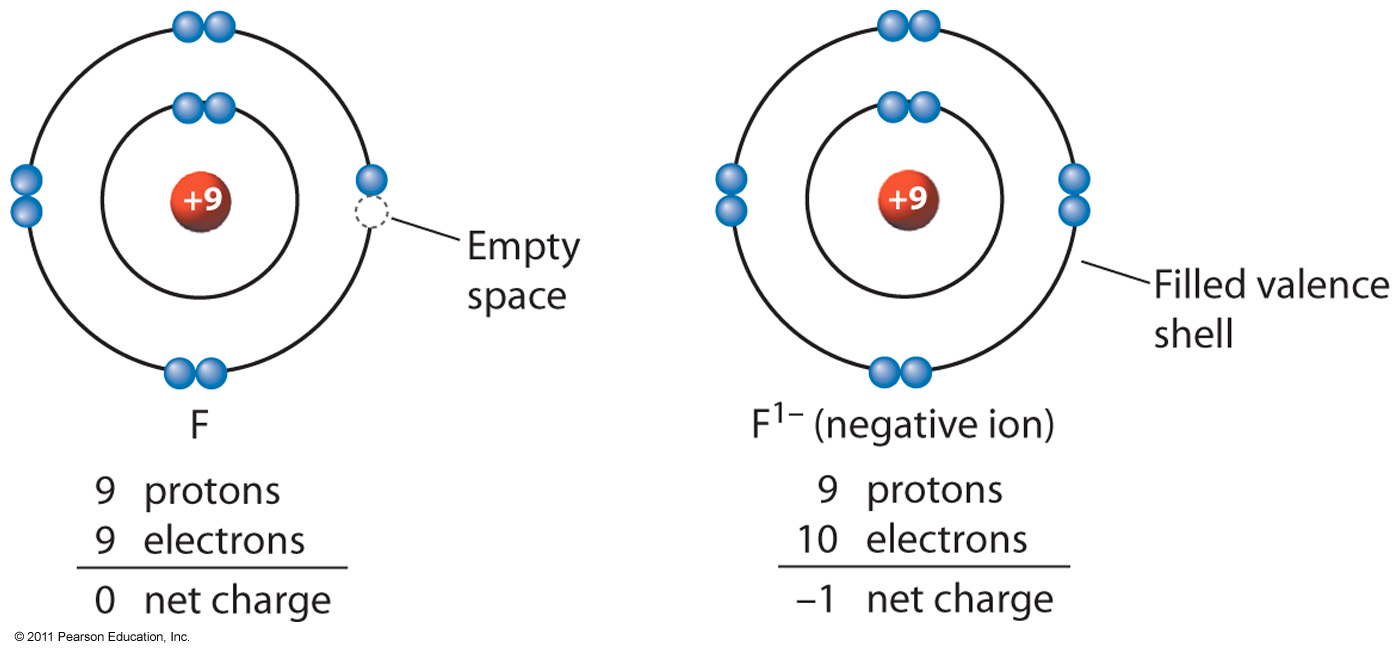 +9
Empty
space
F
9 protons
9 electrons
0 net charge
+9
Filled valence
shell
F¹⁻ (negative ion)
9 protons
10 electrons
–1 net charge
© 2011 Pearson Education, Inc.